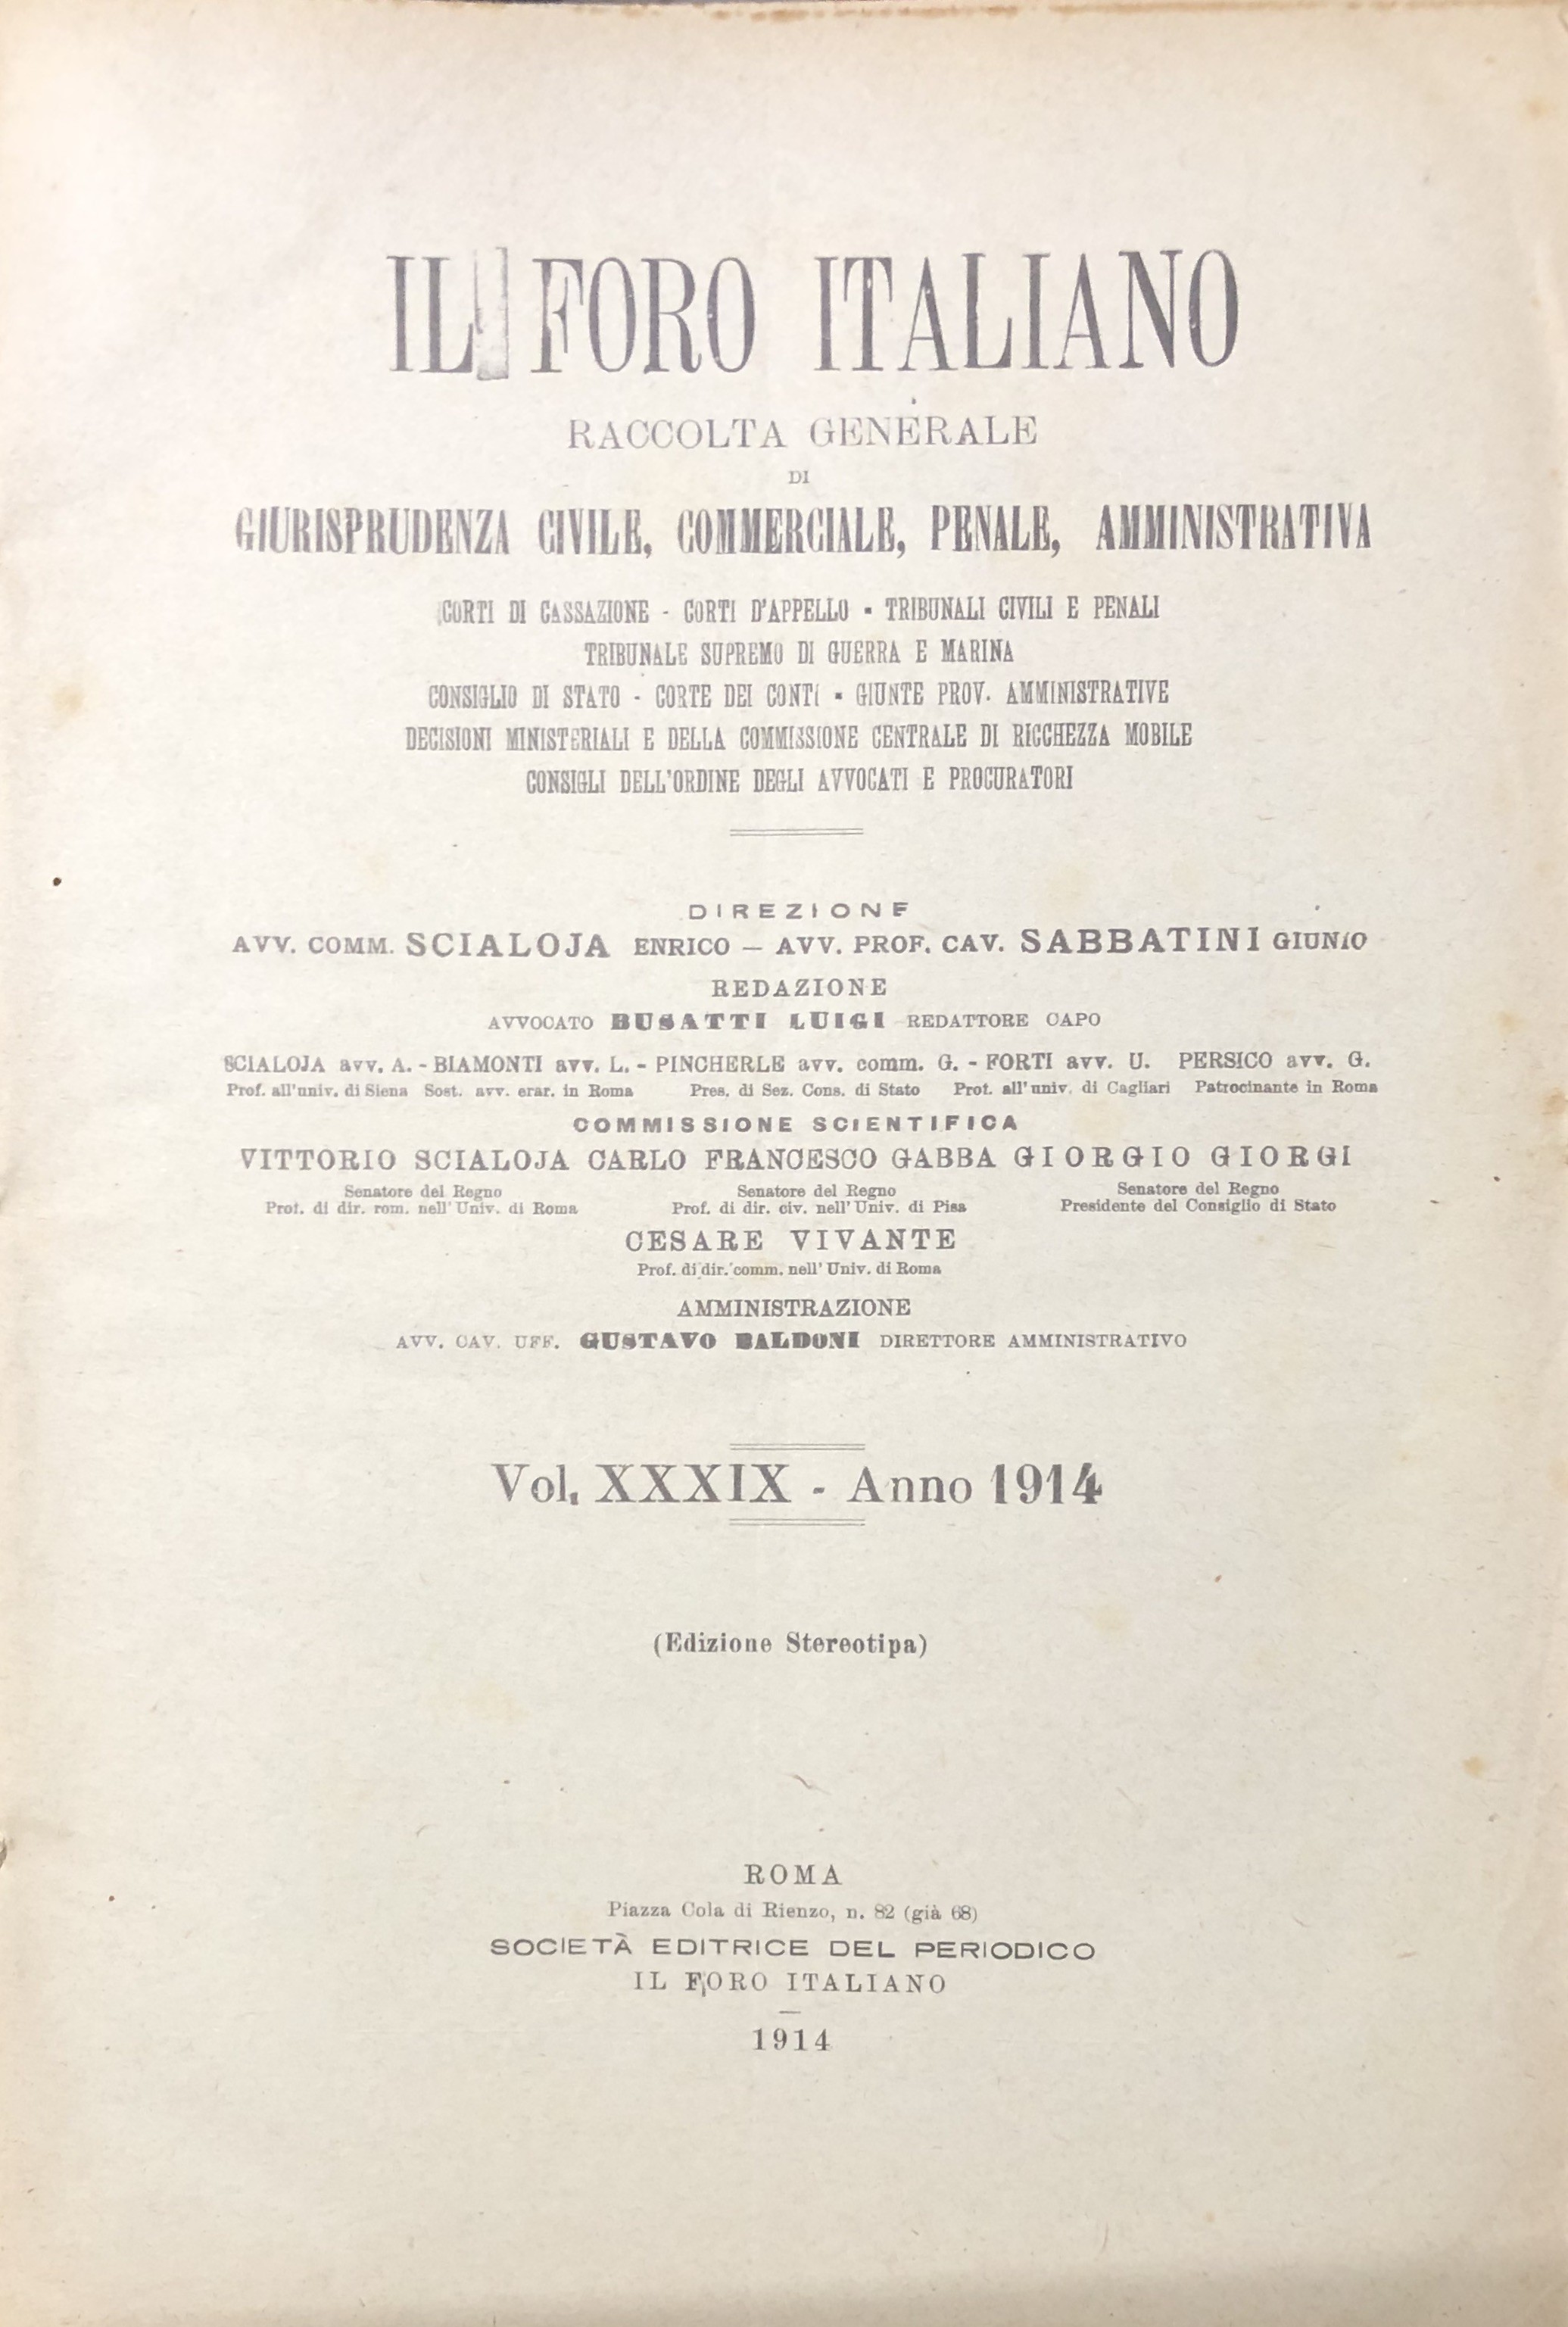 IL FORO ITALIANO
RACCOLTA GENERALE
DI
GIURISPRUDENZA CIVILE, COMMERCIALE, PENALE, AMMINISTRATIVA
CORTI DI CASSAZIONE - CORTI D'APPELLO - TRIBUNALI CIVILI E PENALI
TRIBUNALE SUPREMO DI GUERRA E MARINA
CONSIGLIO DI STATO - CORTE DEI CONTI - GIUNTE PROV. AMMINISTRATIVE
DECISIONI MINISTERIALI E DELLA COMMISSIONE CENTRALE DI RICCHEZZA MOBILE
CONSIGLI DELL'ORDINE DEGLI AVVOCATI E PROCURATORI
DIREZIONE
AVV. COMM. SCIALOJA ENRICO — AVV. PROF. CAV. SABBATINI GIUNIO
REDAZIONE
AVVOCATO BUSATTI LUIGI REDATTORE CAPO
SCIALOJA avv. A. - BIAMONTI avv. L. - PINCHERLE avv. comm. G. - FORTI avv. U. PERSICO avv. G.
Prof. all'univ. di Siena Sost. avv. erar. in Roma Pres. di Sez. Cons. di Stato Prot. all'univ. di Cagliari Patrocinante in Roma
COMMISSIONE SCIENTIFICA
VITTORIO SCIALOJA CARLO FRANCESCO GABBA GIORGIO GIORGI
Senatore del Regno Senatore del Regno Senatore del Regno
Prof. di dir. rom. nell'Univ. di Roma Prof. di dir. civ. nell'Univ. di Pisa Presidente del Consiglio di Stato
CESARE VIVANTE
Prof. di dir. comm. nell'Univ. di Roma
AMMINISTRAZIONE
AVV. CAV. UFF. GUSTAVO BALDONI DIRETTORE AMMINISTRATIVO
Vol. XXXIX - Anno 1914
(Edizione Stereotipa)
ROMA
Piazza Cola di Rienzo, n. 82 (già 68)
SOCIETÀ EDITRICE DEL PERIODICO
IL FORO ITALIANO
1914